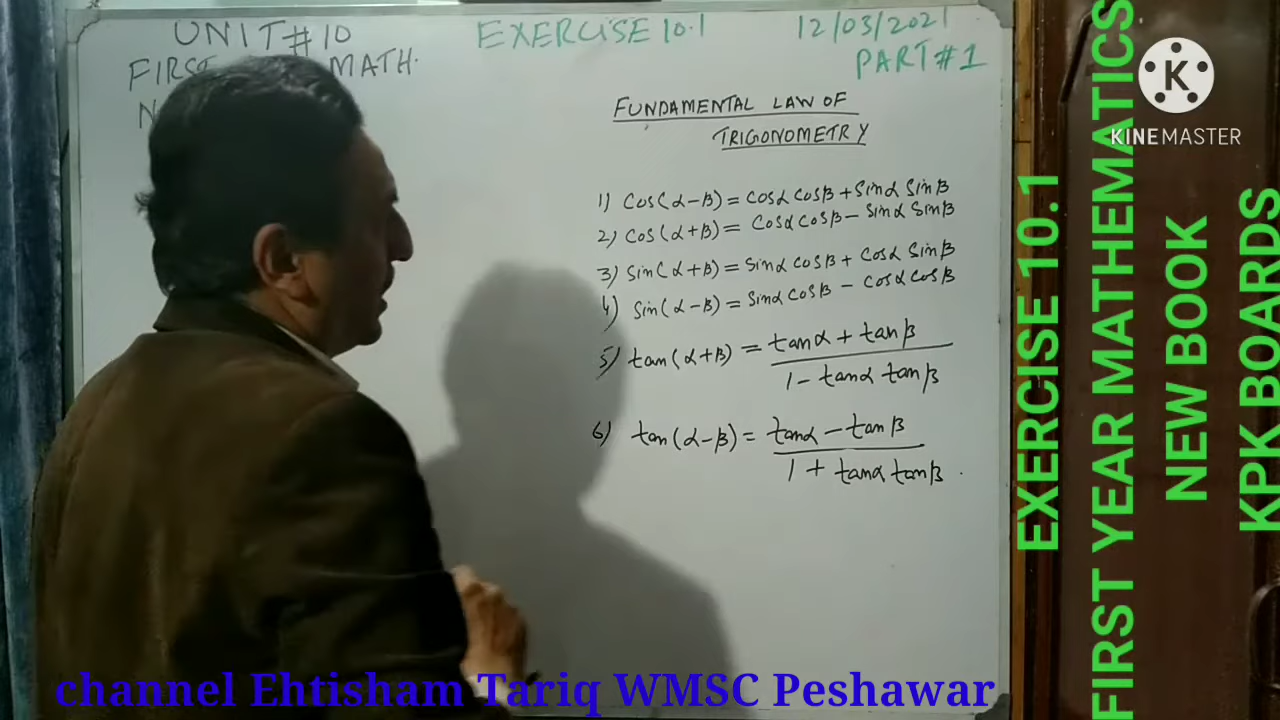 UNIT#10
FIRST MATH.
N
EXERCISE 10.1
12/03/2021
PART#1
FUNDAMENTAL LAW OF
TRIGONOMETRY
1) Cos(α-β) = Cosα Cosβ + Sinα Sinβ
2) Cos(α+β) = Cosα Cosβ - Sinα Sinβ
3) Sin(α+β) = Sinα Cosβ + Cosα Sinβ
4) Sin(α-β) = Sinα Cosβ - Cosα Cosβ
5) tan(α+β) = tanα + tanβ
1 - tanα tanβ
6) tan(α-β) = tanα - tanβ
1 + tanα tanβ.
EXERCISE 10.1
FIRST YEAR MATHEMATICS
NEW BOOK
KPK BOARDS
K
KINEMASTER
channel Ehtisham Tariq WMSC Peshawar